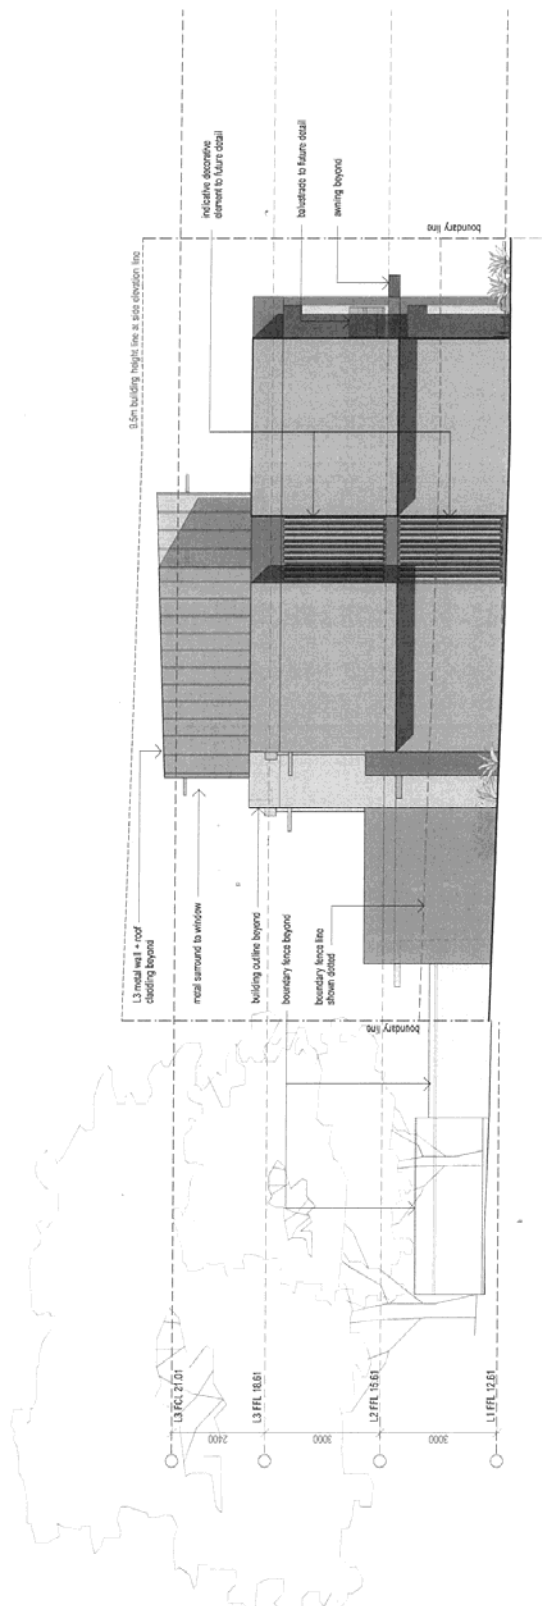 indicative decorative
element to future detail
balustrade to future detail
awning beyond
boundary line
9.5m building height line at side elevation line
L3 metal wall + roof
cladding beyond
metal surround to window
building outline beyond
boundary fence beyond
boundary fence line
shown dotted
boundary line
L3 FCL 21.01
2400
L3 FFL 18.61
3000
L2 FFL 15.61
3000
L1 FFL 12.61